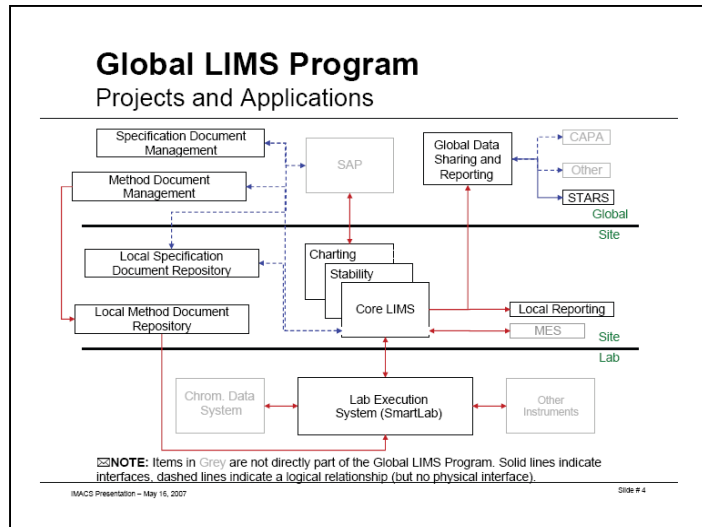 Global LIMS Program
Projects and Applications
Specification Document
Management
SAP
Global Data
Sharing and
Reporting
CAPA
Other
STARS
Method Document
Management
Global
Site
Local Specification
Document Repository
Charting
Stability
Core LIMS
Local Method Document
Repository
Local Reporting
MES
Site
Lab
Chrom. Data
System
Lab Execution
System (SmartLab)
Other
Instruments
NOTE: Items in Grey are not directly part of the Global LIMS Program. Solid lines indicate
interfaces, dashed lines indicate a logical relationship (but no physical interface).
IMACS Presentation – May 16, 2007
Slide # 4